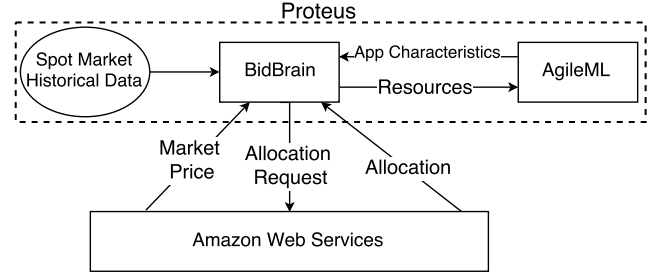 Proteus
Spot Market
Historical Data
BidBrain
App Characteristics
Resources
AgileML
Market
Price
Allocation
Request
Allocation
Amazon Web Services